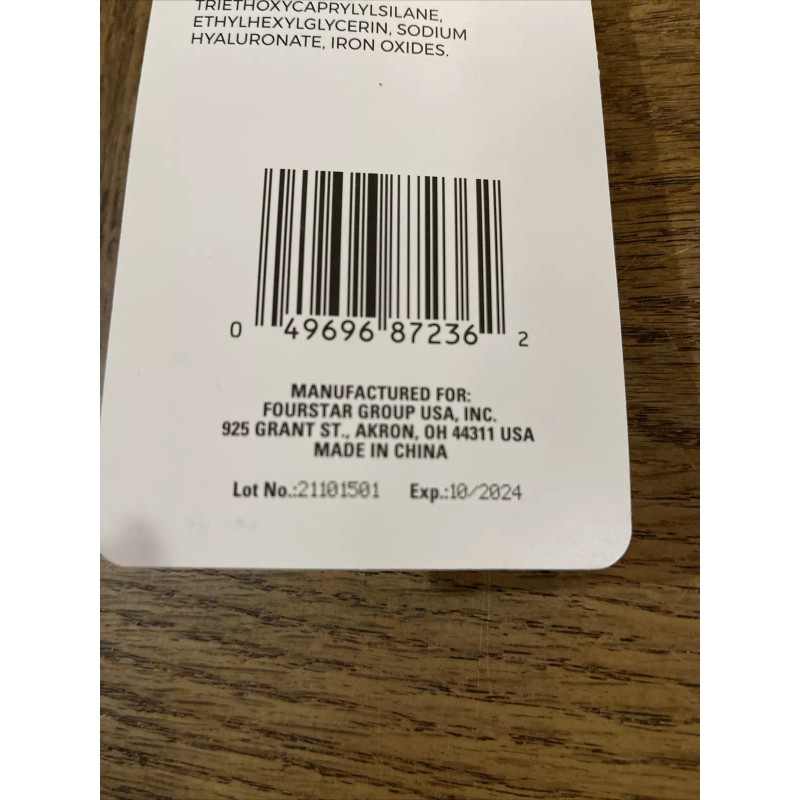 TRIETHOXYCAPRYLYLSILANE,
ETHYLHEXYLGLYCERIN, SODIUM
HYALURONATE, IRON OXIDES.
0 49696 87236 2
MANUFACTURED FOR:
FOURSTAR GROUP USA, INC.
925 GRANT ST., AKRON, OH 44311 USA
MADE IN CHINA
Lot No.:21101501 Exp.:10/2024